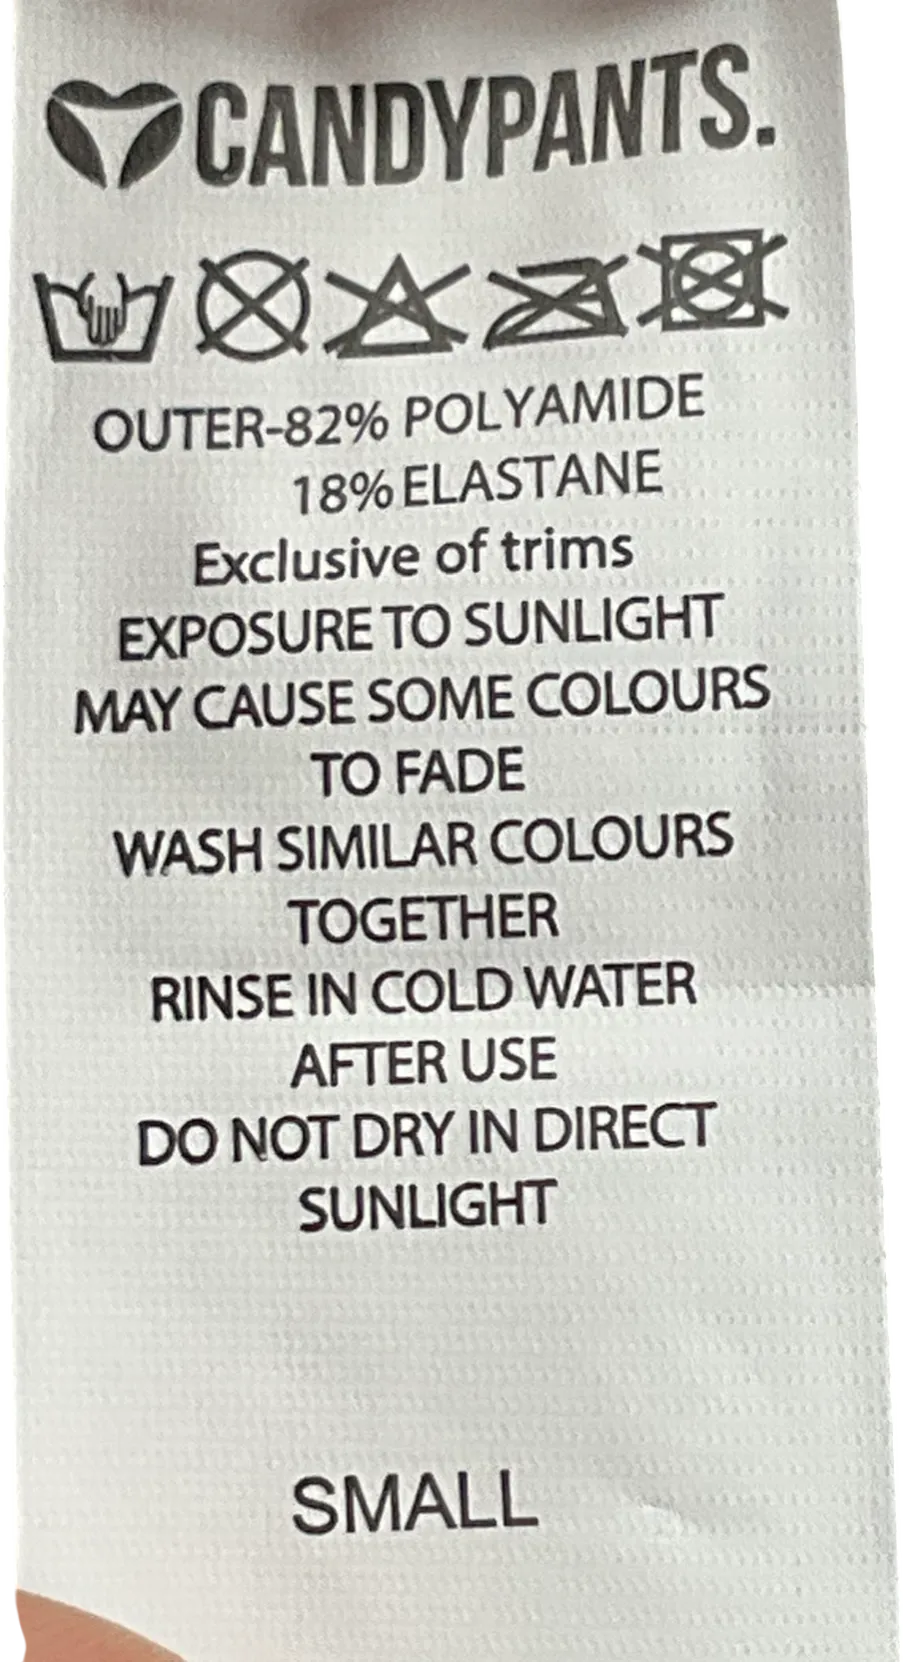 CANDYPANTS.
OUTER-82% POLYAMIDE
18% ELASTANE
Exclusive of trims
EXPOSURE TO SUNLIGHT
MAY CAUSE SOME COLOURS
TO FADE
WASH SIMILAR COLOURS
TOGETHER
RINSE IN COLD WATER
AFTER USE
DO NOT DRY IN DIRECT
SUNLIGHT
SMALL